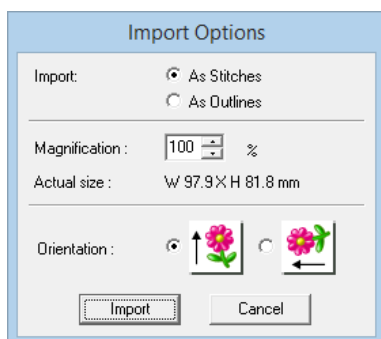 Import Options
Import: As Stitches
As Outlines
Magnification : 100 %
Actual size : W 97.9 X H 81.8 mm
Orientation :
Import Cancel